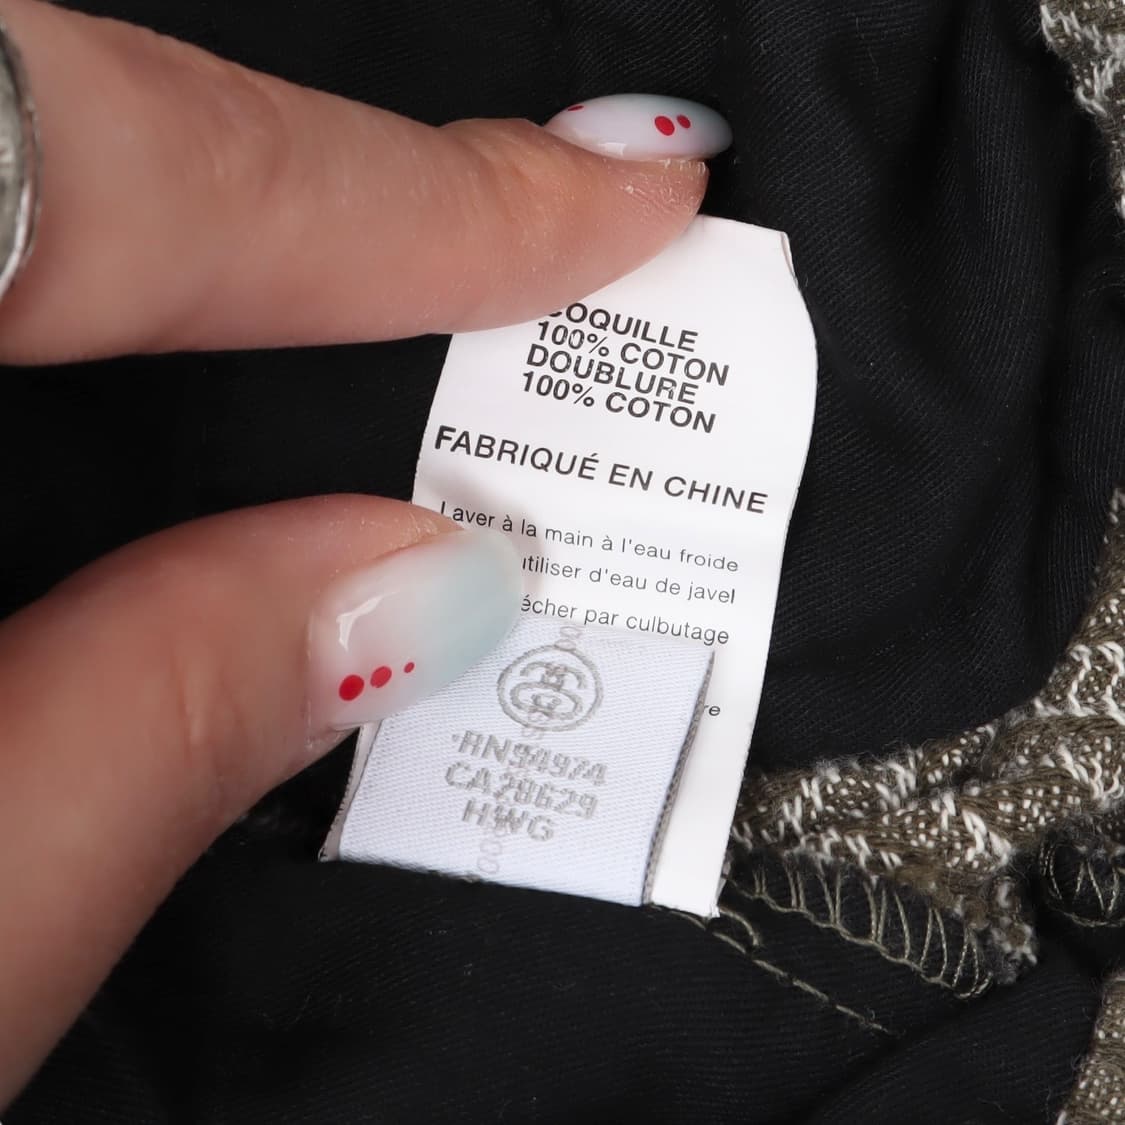 COQUILLE
100% COTON
DOUBLURE
100% COTON
FABRIQUÉ EN CHINE
Laver à la main à l'eau froide
utiliser d'eau de javel
sécher par culbutage
RN94974
CA28629
HWG